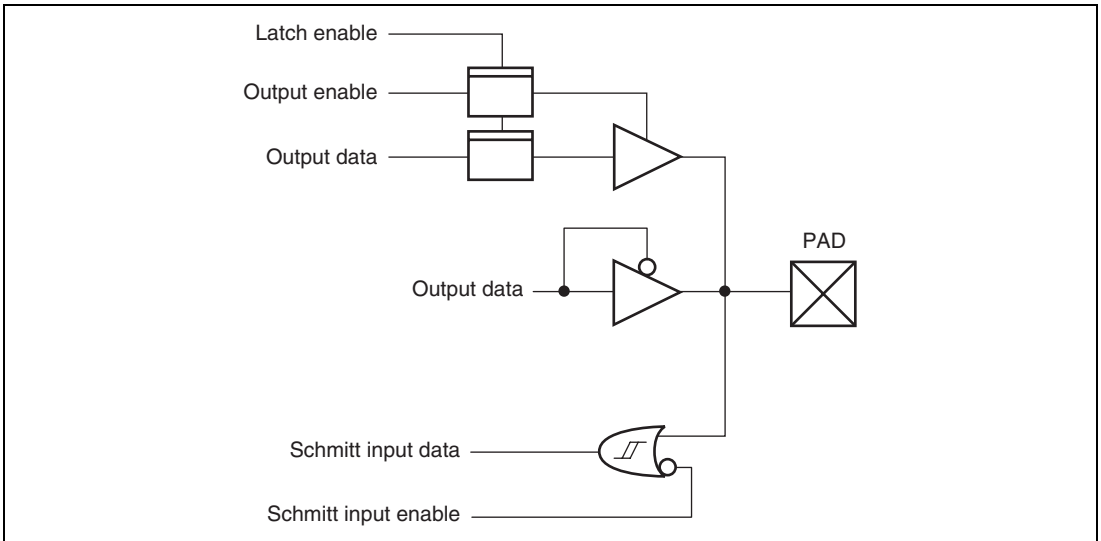 Latch enable
Output enable
Output data
PAD
Output data
Schmitt input data
Schmitt input enable